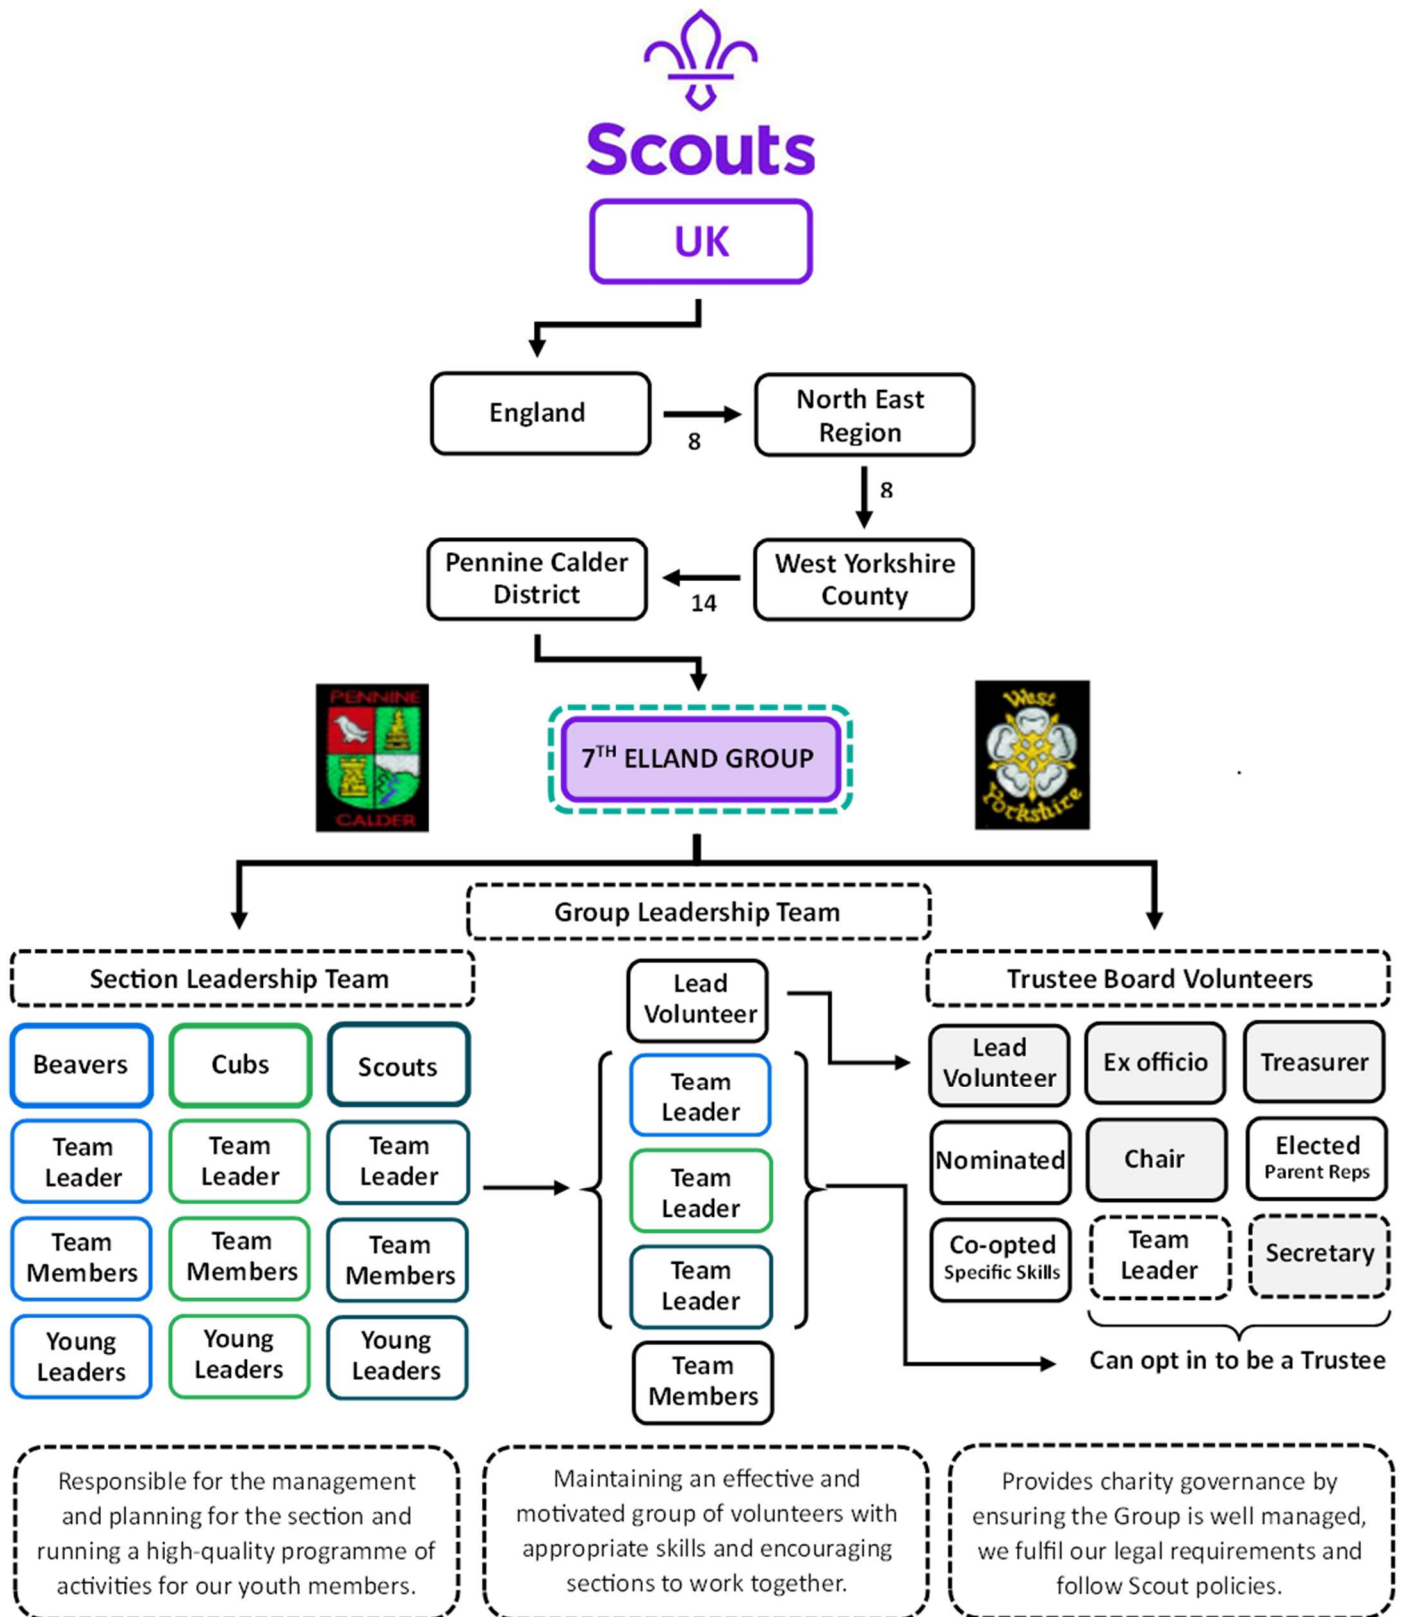 Scouts
UK
England
8
North East
Region
8
Pennine Calder
District
14
West Yorkshire
County
PENNINE
CALDER
7TH ELLAND GROUP
West
Yorkshire
Group Leadership Team
Section Leadership Team
Beavers
Cubs
Scouts
Team
Leader
Team
Leader
Team
Leader
Team
Members
Team
Members
Team
Members
Young
Leaders
Young
Leaders
Young
Leaders
Lead
Volunteer
Team
Leader
Team
Leader
Team
Leader
Team
Members
Trustee Board Volunteers
Lead
Volunteer
Ex officio
Treasurer
Nominated
Chair
Elected
Parent Reps
Co-opted
Specific Skills
Team
Leader
Secretary
Can opt in to be a Trustee
Responsible for the management
and planning for the section and
running a high-quality programme of
activities for our youth members.
Maintaining an effective and
motivated group of volunteers with
appropriate skills and encouraging
sections to work together.
Provides charity governance by
ensuring the Group is well managed,
we fulfil our legal requirements and
follow Scout policies.